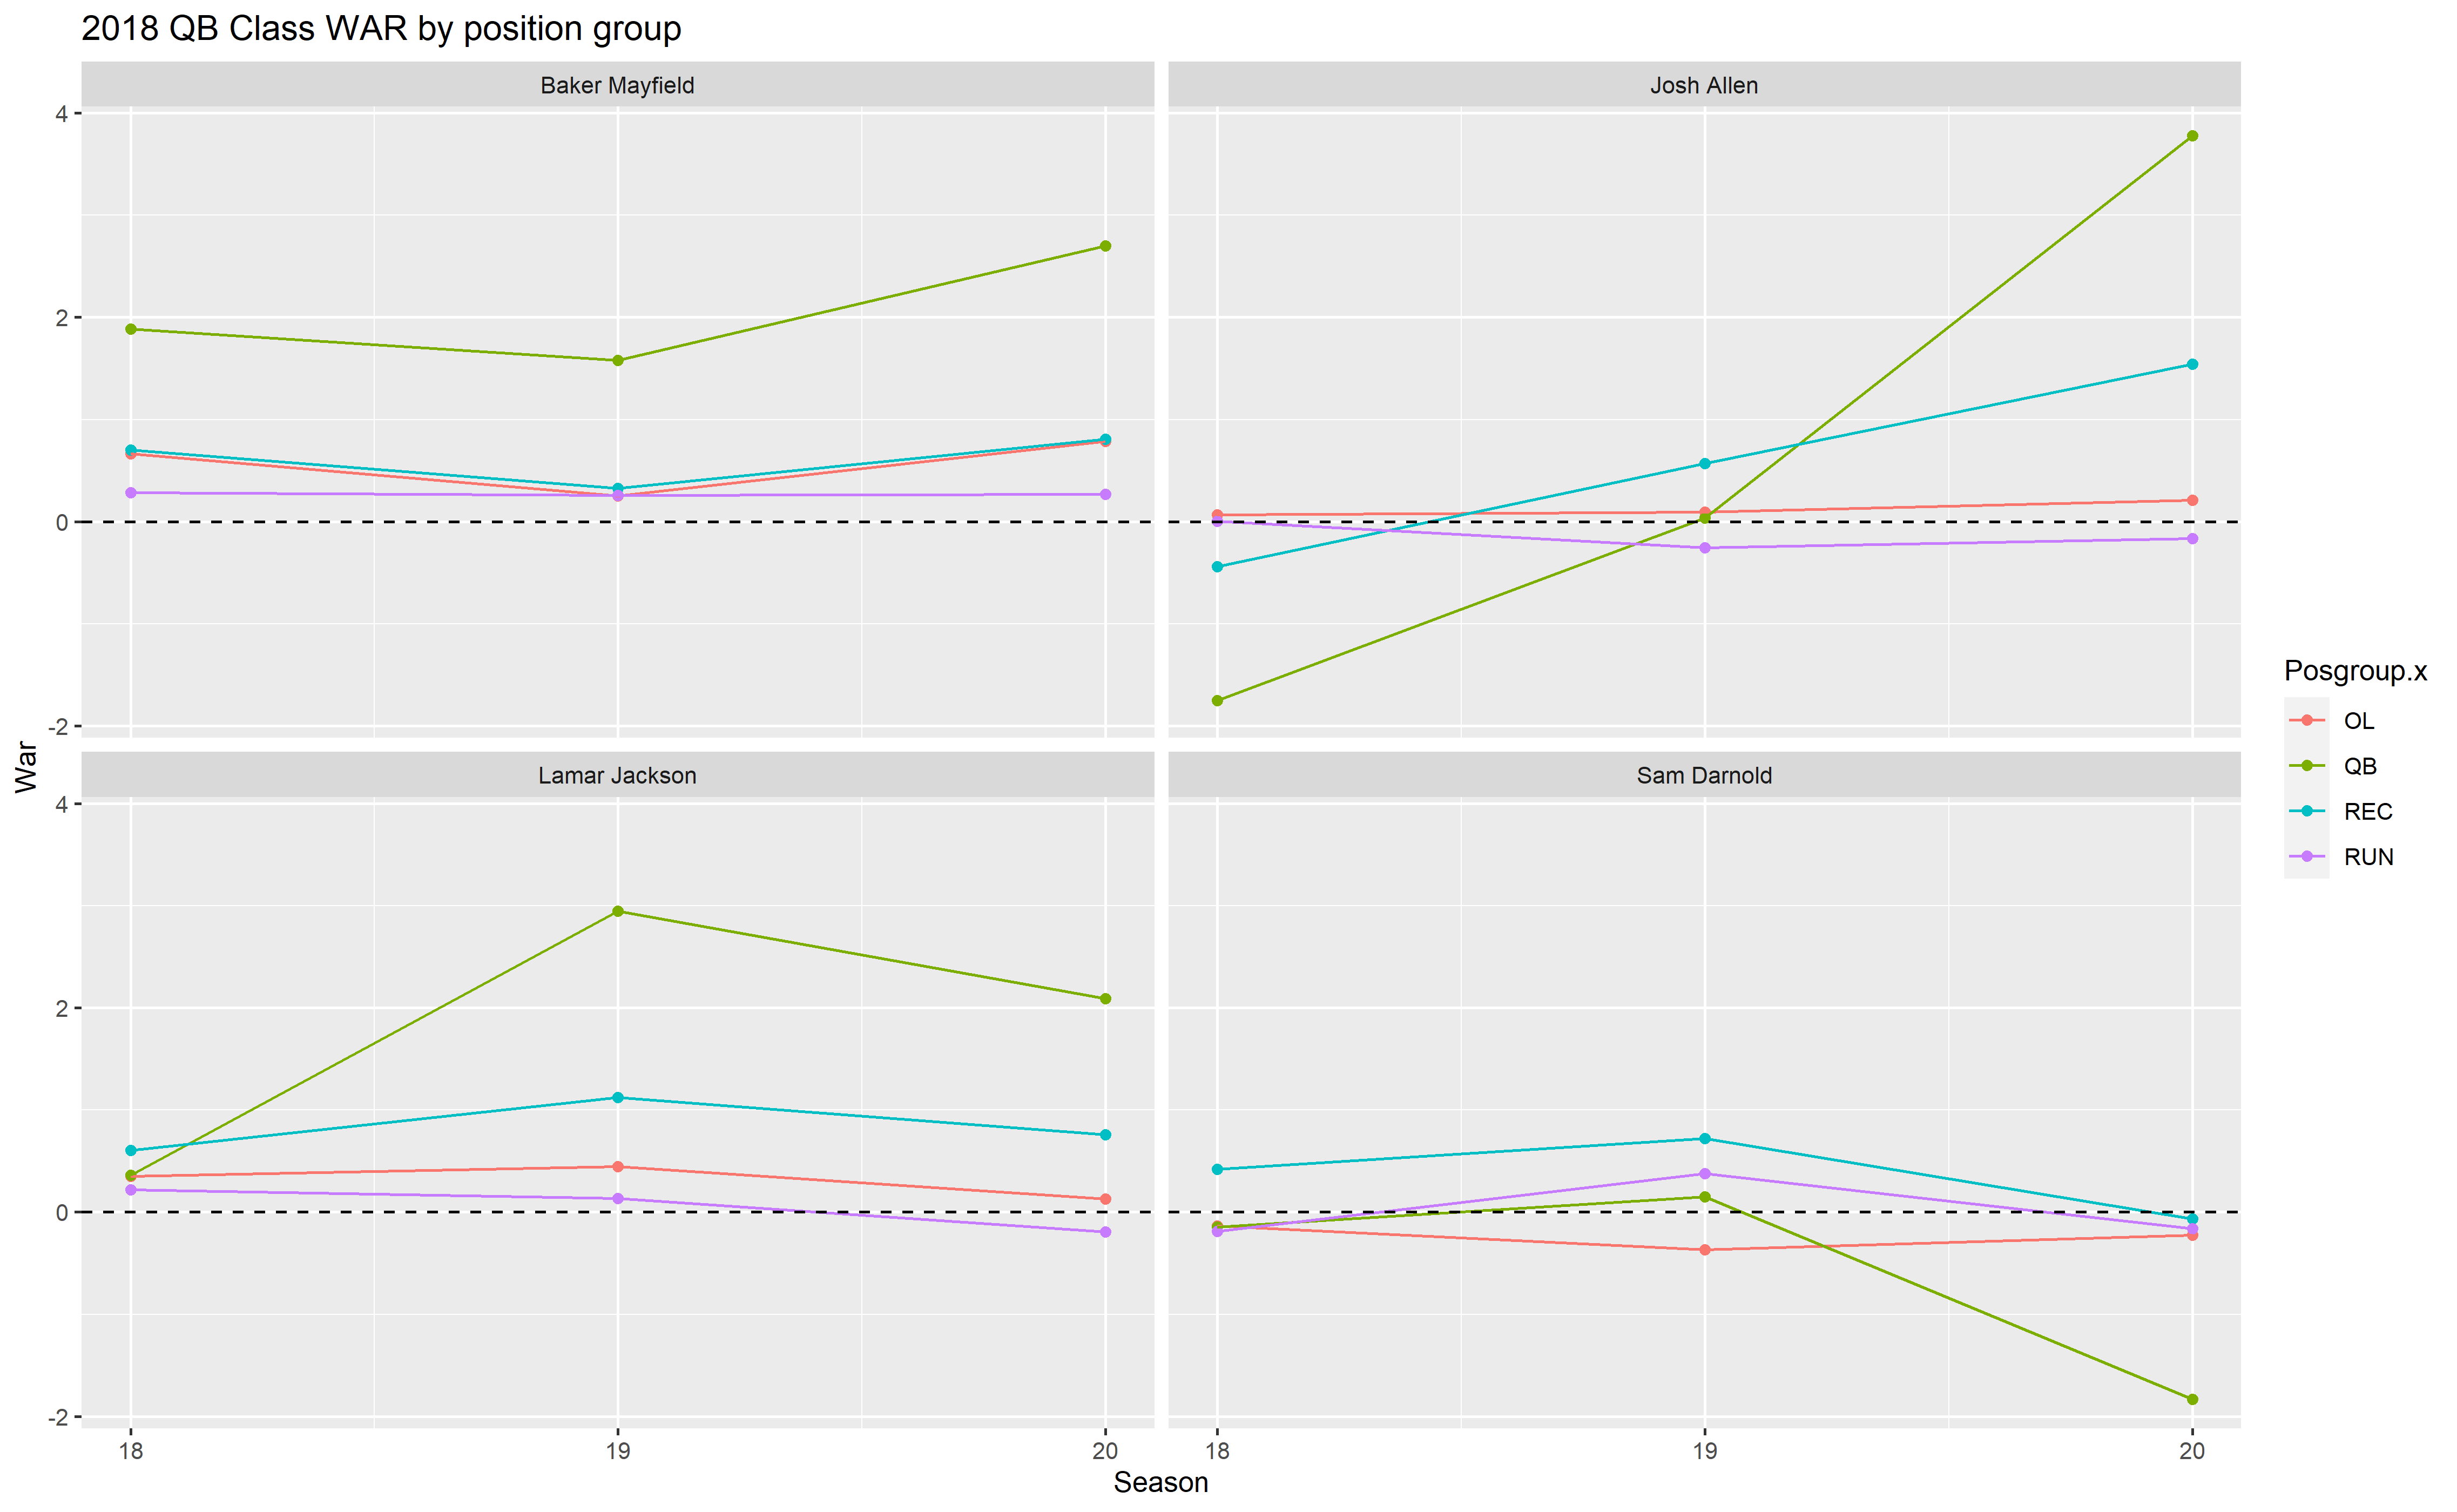 2018 QB Class WAR by position group
Baker Mayfield
Josh Allen
4
2
0
-2
Lamar Jackson
Sam Darnold
4
2
0
-2
War
18
19
20
18
19
20
Season
Posgroup.x
OL
QB
REC
RUN